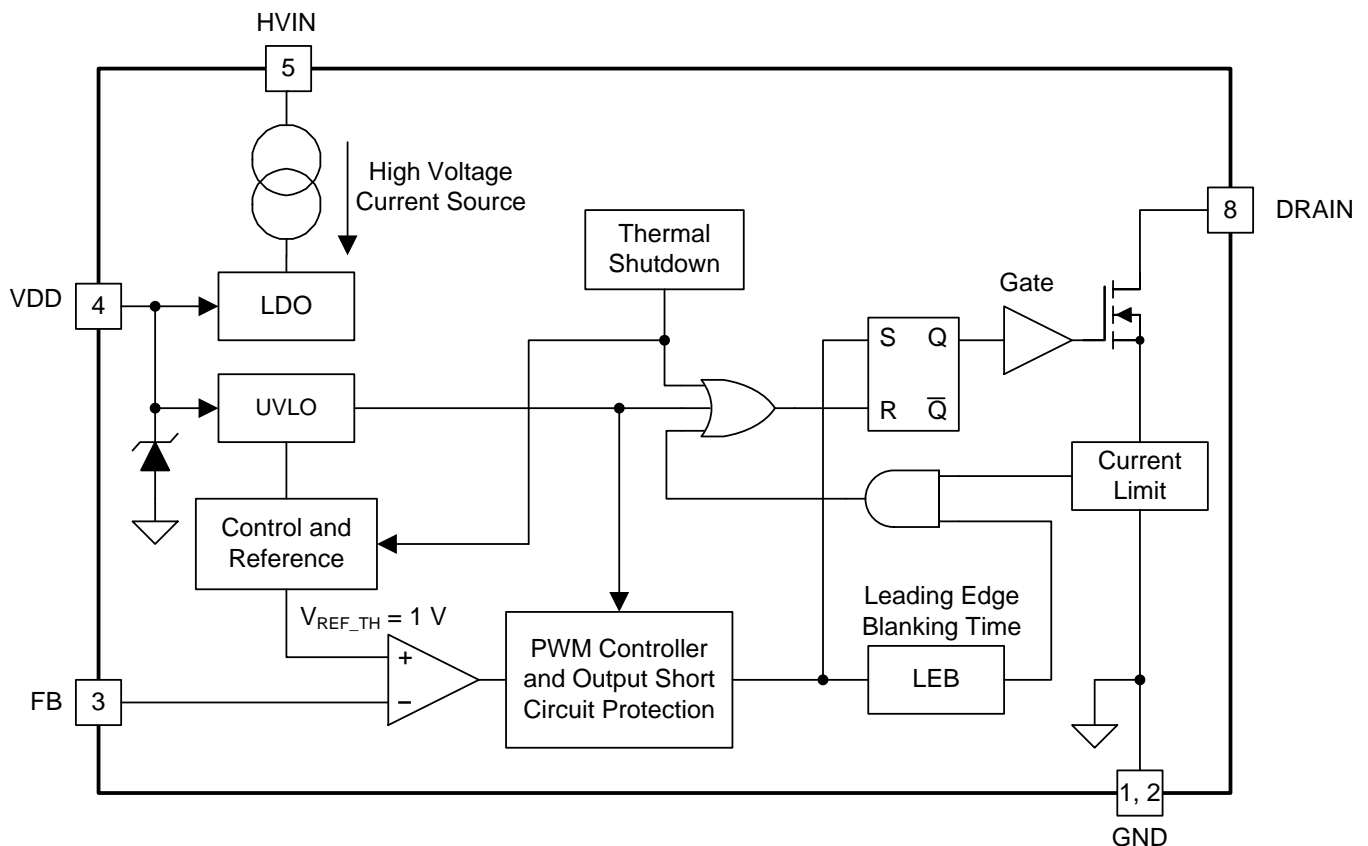 HVIN
5
High Voltage
Current Source
8
DRAIN
Thermal
Shutdown
VDD
4
LDO
Gate
S Q
R Q̅
UVLO
Current
Limit
Control and
Reference
V_REF_TH = 1 V
Leading Edge
Blanking Time
+
−
PWM Controller
and Output Short
Circuit Protection
LEB
FB
3
1, 2
GND